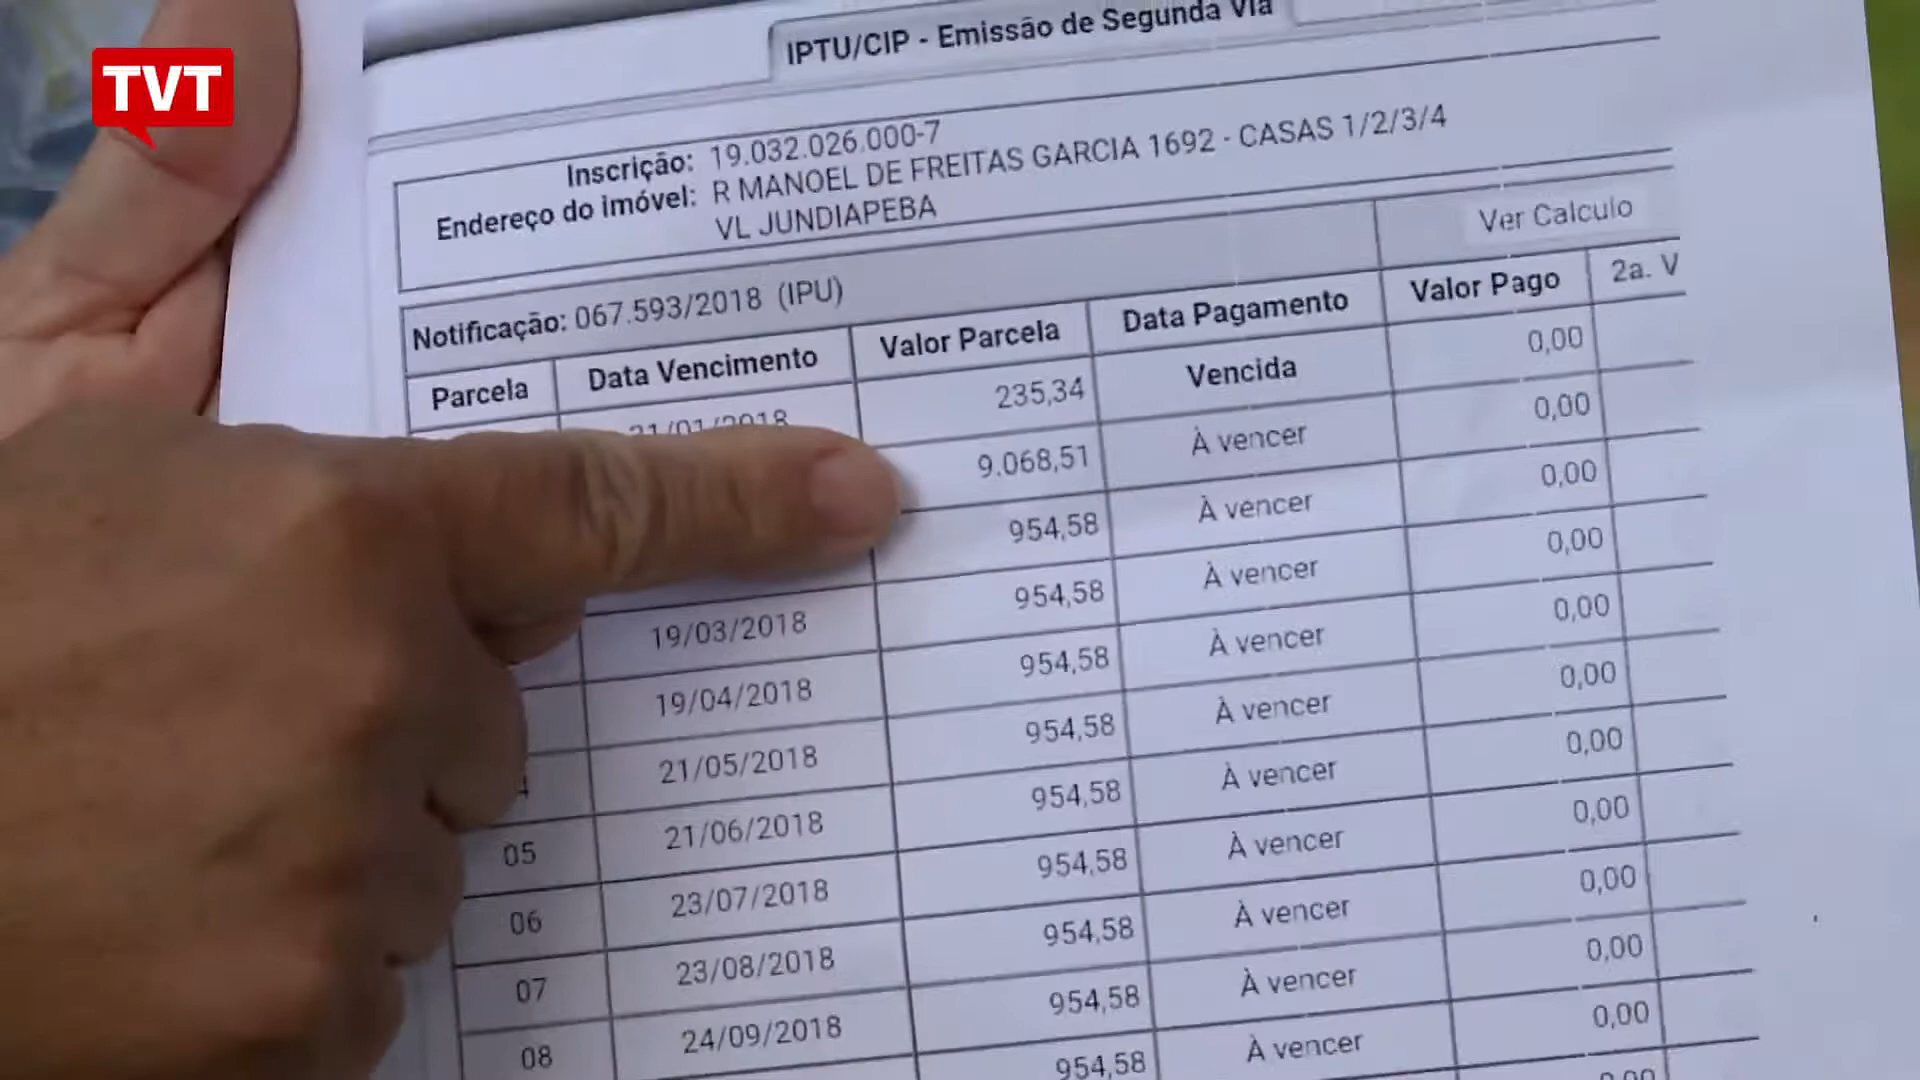 TVT
IPTU/CIP - Emissão de Segunda Via
Inscrição: 19.032.026.000-7
Endereço do imóvel: R MANOEL DE FREITAS GARCIA 1692 - CASAS 1/2/3/4
VL JUNDIAPEBA
Ver Calculo
Notificação: 067.593/2018 (IPU)
Parcela Data Vencimento Valor Parcela Data Pagamento Valor Pago 2a. V
21/01/2018 235,34 Vencida 0,00
9.068,51 À vencer 0,00
954,58 À vencer 0,00
19/03/2018 954,58 À vencer 0,00
19/04/2018 954,58 À vencer 0,00
4 21/05/2018 954,58 À vencer 0,00
05 21/06/2018 954,58 À vencer 0,00
06 23/07/2018 954,58 À vencer 0,00
07 23/08/2018 954,58 À vencer 0,00
08 24/09/2018 954,58 À vencer 0,00
954,58 À vencer 0,00